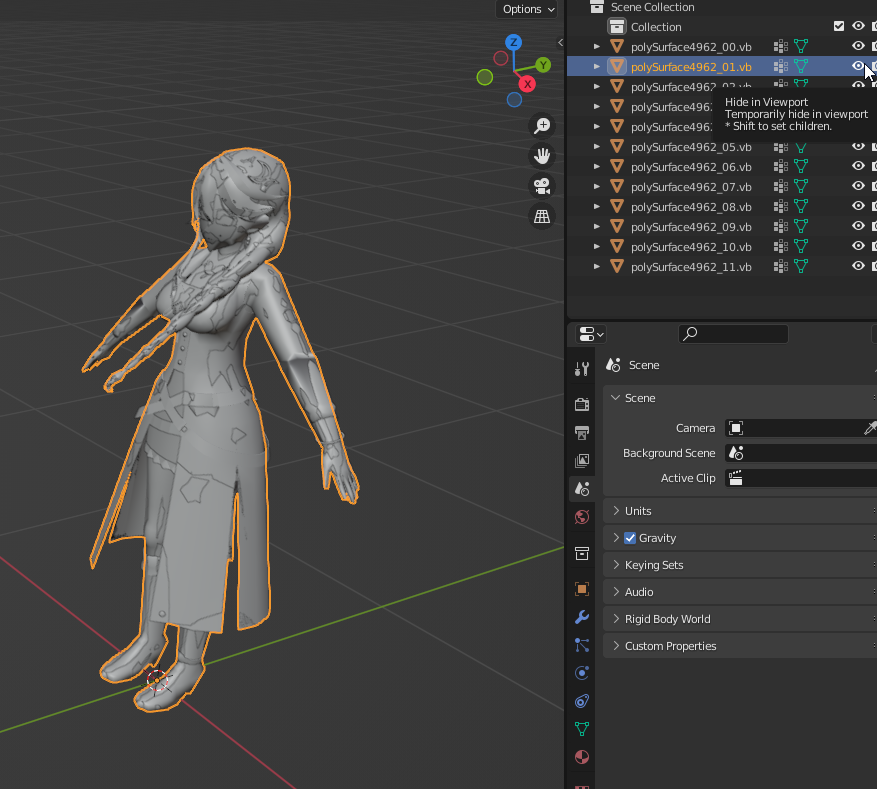 Options
Z
Y
X
Scene Collection
Collection
polySurface4962_00.vb
polySurface4962_01.vb
polySurface4962
polySurface4962
polySurface4962_05.vb
polySurface4962_06.vb
polySurface4962_07.vb
polySurface4962_08.vb
polySurface4962_09.vb
polySurface4962_10.vb
polySurface4962_11.vb
Hide in Viewport
Temporarily hide in viewport
* Shift to set children.
Scene
Scene
Camera
Background Scene
Active Clip
Units
Gravity
Keying Sets
Audio
Rigid Body World
Custom Properties